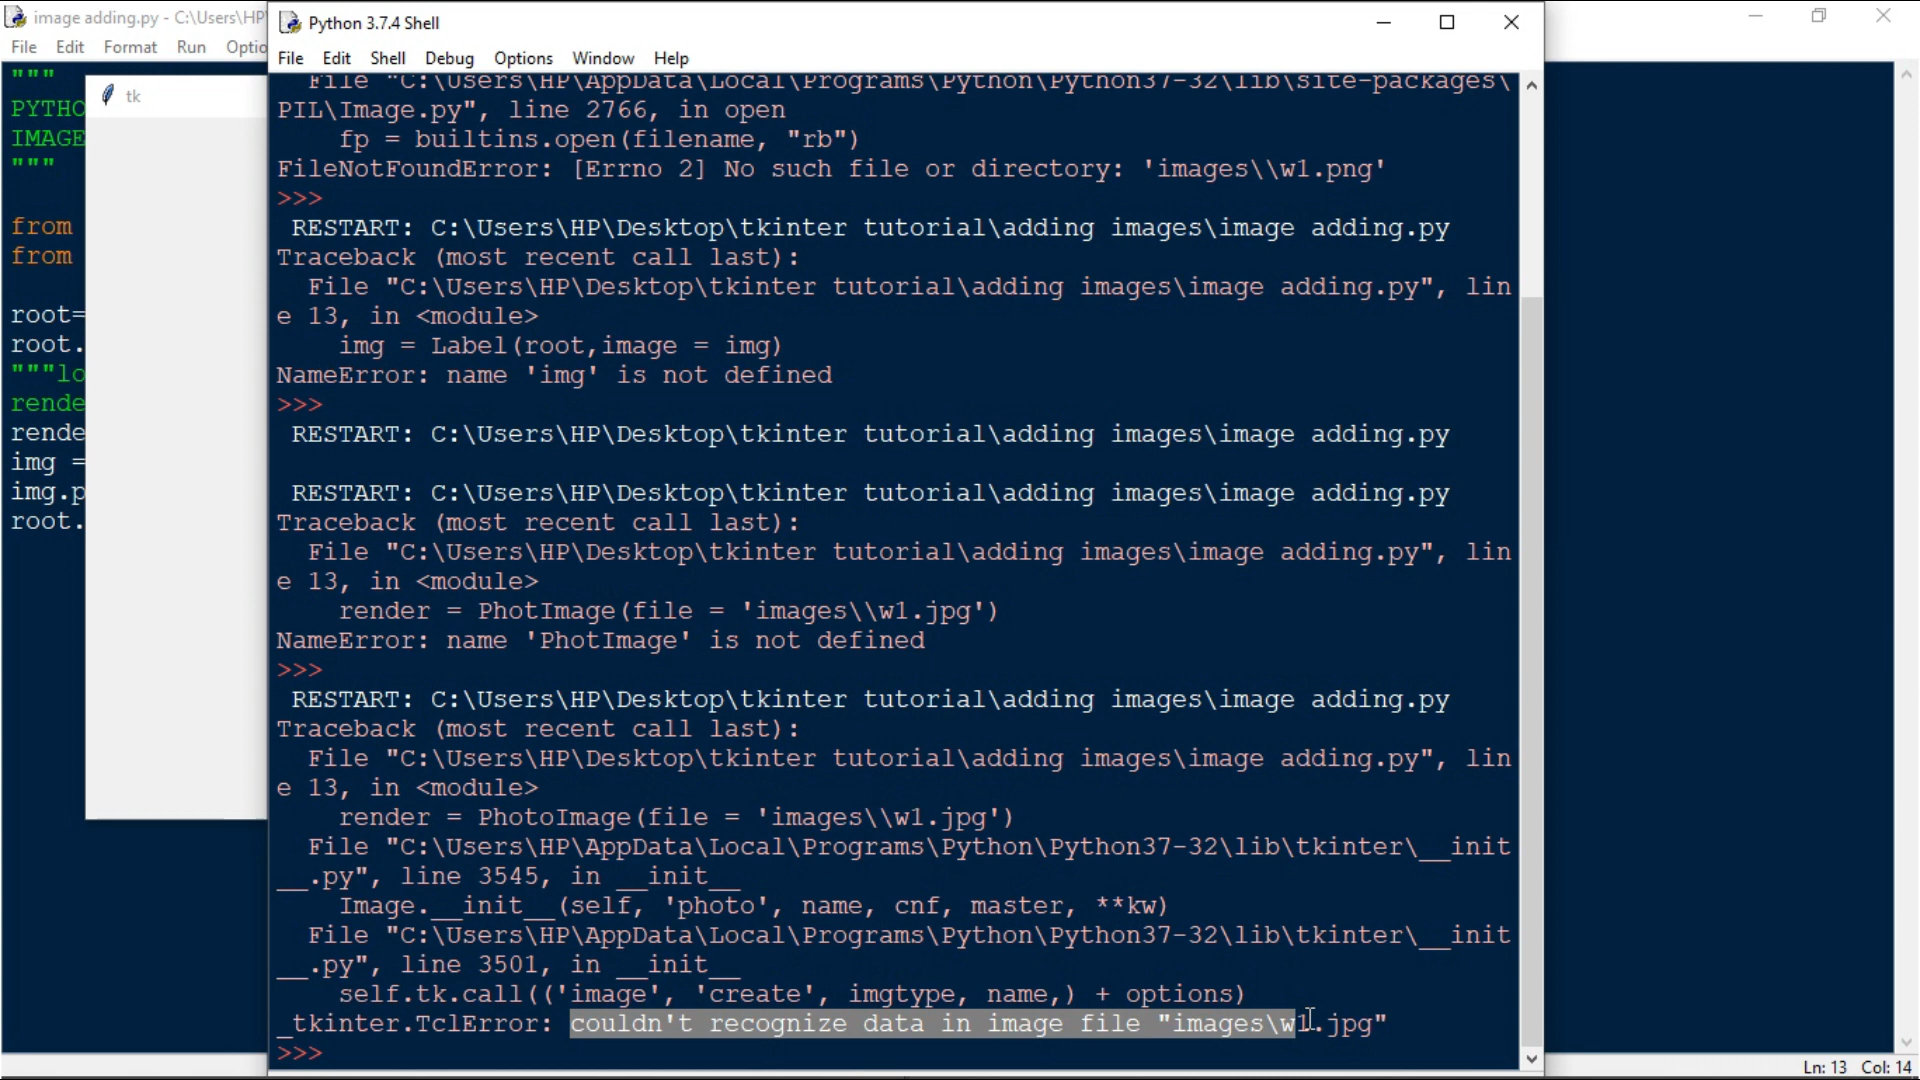 image adding.py - C:\Users\HP
File Edit Format Run Optio
"""
PYTHO
IMAGE
"""
from
from
root=
root.
"""lo
rende
rende
img =
img.p
root.
tk
Python 3.7.4 Shell
File Edit Shell Debug Options Window Help
File "C:\Users\HP\AppData\Local\Programs\Python\Python37-32\lib\site-packages\
PIL\Image.py", line 2766, in open
fp = builtins.open(filename, "rb")
FileNotFoundError: [Errno 2] No such file or directory: 'images\\w1.png'
>>>
RESTART: C:\Users\HP\Desktop\tkinter tutorial\adding images\image adding.py
Traceback (most recent call last):
File "C:\Users\HP\Desktop\tkinter tutorial\adding images\image adding.py", lin
e 13, in <module>
img = Label(root,image = img)
NameError: name 'img' is not defined
>>>
RESTART: C:\Users\HP\Desktop\tkinter tutorial\adding images\image adding.py
RESTART: C:\Users\HP\Desktop\tkinter tutorial\adding images\image adding.py
Traceback (most recent call last):
File "C:\Users\HP\Desktop\tkinter tutorial\adding images\image adding.py", lin
e 13, in <module>
render = PhotImage(file = 'images\\w1.jpg')
NameError: name 'PhotImage' is not defined
>>>
RESTART: C:\Users\HP\Desktop\tkinter tutorial\adding images\image adding.py
Traceback (most recent call last):
File "C:\Users\HP\Desktop\tkinter tutorial\adding images\image adding.py", lin
e 13, in <module>
render = PhotoImage(file = 'images\\w1.jpg')
File "C:\Users\HP\AppData\Local\Programs\Python\Python37-32\lib\tkinter\__init
__.py", line 3545, in __init__
Image.__init__(self, 'photo', name, cnf, master, **kw)
File "C:\Users\HP\AppData\Local\Programs\Python\Python37-32\lib\tkinter\__init
__.py", line 3501, in __init__
self.tk.call(('image', 'create', imgtype, name,) + options)
_tkinter.TclError: couldn't recognize data in image file "images\w1.jpg"
>>>
Ln: 13 Col: 14